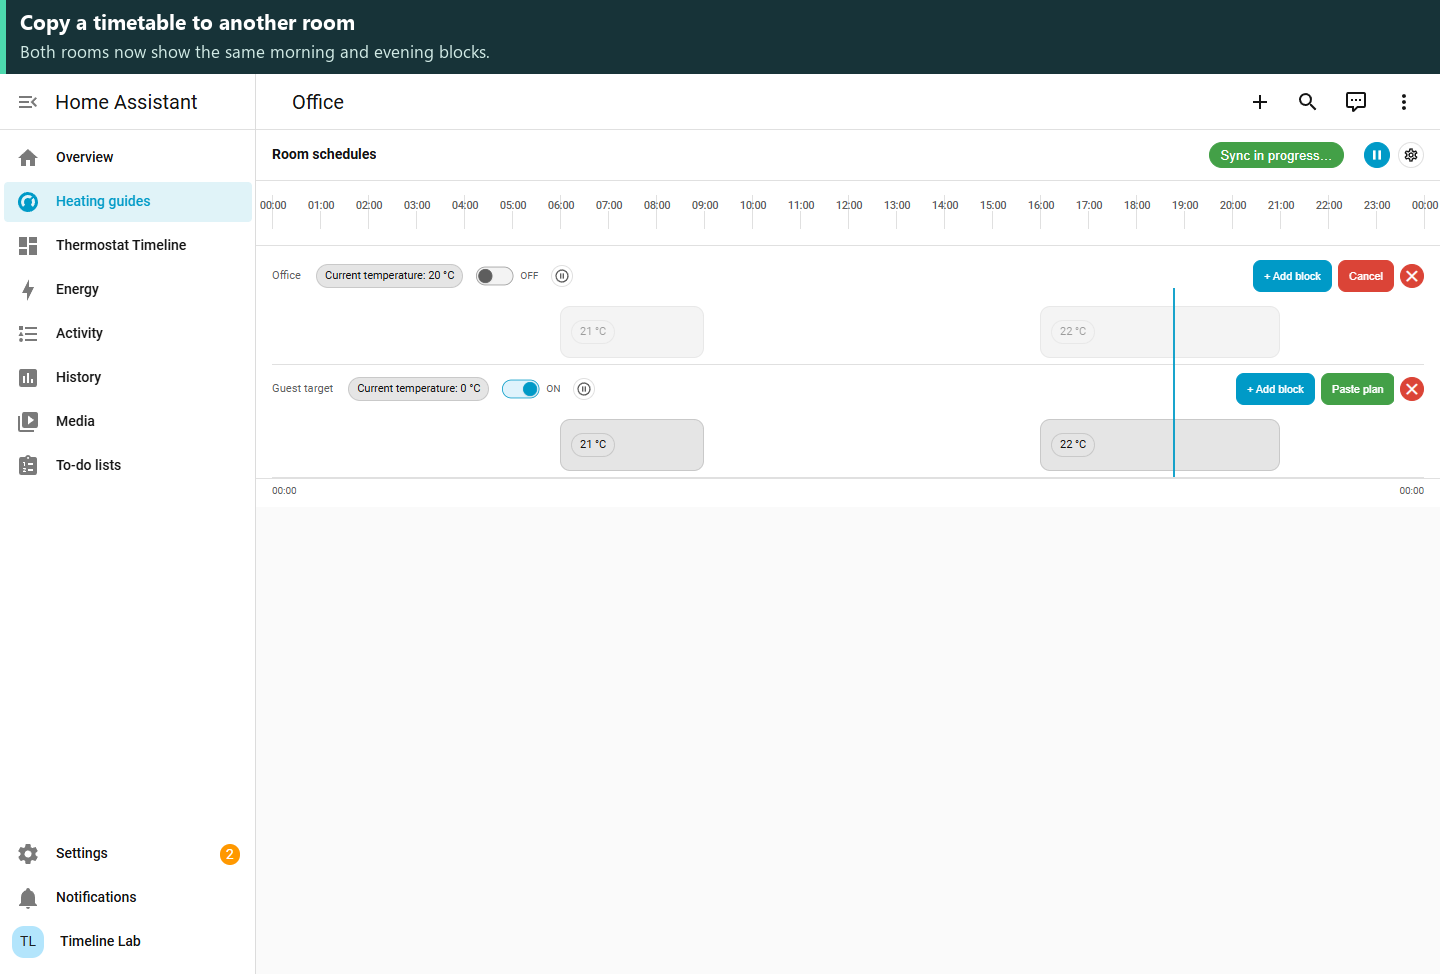 Copy a timetable to another room
Both rooms now show the same morning and evening blocks.
Home Assistant
Office
Overview
Heating guides
Thermostat Timeline
Energy
Activity
History
Media
To-do lists
Settings
2
Notifications
TL
Timeline Lab
Room schedules
Sync in progress...
00:00 01:00 02:00 03:00 04:00 05:00 06:00 07:00 08:00 09:00 10:00 11:00 12:00 13:00 14:00 15:00 16:00 17:00 18:00 19:00 20:00 21:00 22:00 23:00 00:00
Office Current temperature: 20 °C OFF + Add block Cancel
21 °C 22 °C
Guest target Current temperature: 0 °C ON + Add block Paste plan
21 °C 22 °C
00:00 00:00